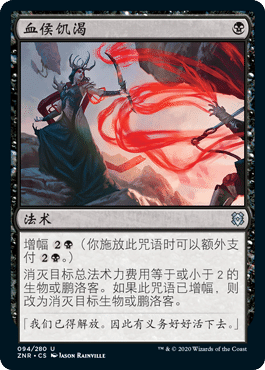 血侯饥渴
法术
增幅2（你施放此咒语时可以额外支
付2。）
消灭目标总法术力费用等于或小于2的
生物或鹏洛客。如果此咒语已增幅，则
改为消灭目标生物或鹏洛客。
「我们已得解放。因此有义务好好活下去。」
094/280 U
ZNR • CS JASON RAINVILLE
™ & © 2020 Wizards of the Coast